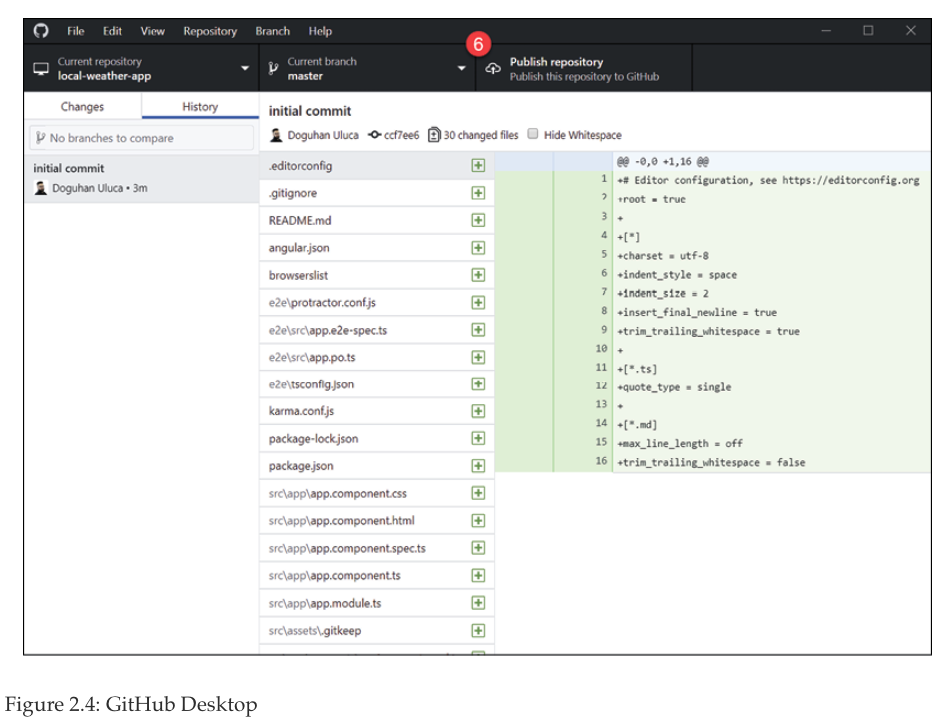 File Edit View Repository Branch Help
6
Current repository
local-weather-app
Current branch
master
Publish repository
Publish this repository to GitHub
Changes History
No branches to compare
initial commit
Doguhan Uluca • 3m
initial commit
Doguhan Uluca ccf7ee6 30 changed files Hide Whitespace
.editorconfig
.gitignore
README.md
angular.json
browserslist
e2e\protractor.conf.js
e2e\src\app.e2e-spec.ts
e2e\src\app.po.ts
e2e\tsconfig.json
karma.conf.js
package-lock.json
package.json
src\app\app.component.css
src\app\app.component.html
src\app\app.component.spec.ts
src\app\app.component.ts
src\app\app.module.ts
src\assets\.gitkeep
@@ -0,0 +1,16 @@
1 +# Editor configuration, see https://editorconfig.org
2 +root = true
3 +
4 +[*]
5 +charset = utf-8
6 +indent_style = space
7 +indent_size = 2
8 +insert_final_newline = true
9 +trim_trailing_whitespace = true
10 +
11 +[*.ts]
12 +quote_type = single
13 +
14 +[*.md]
15 +max_line_length = off
16 +trim_trailing_whitespace = false
Figure 2.4: GitHub Desktop